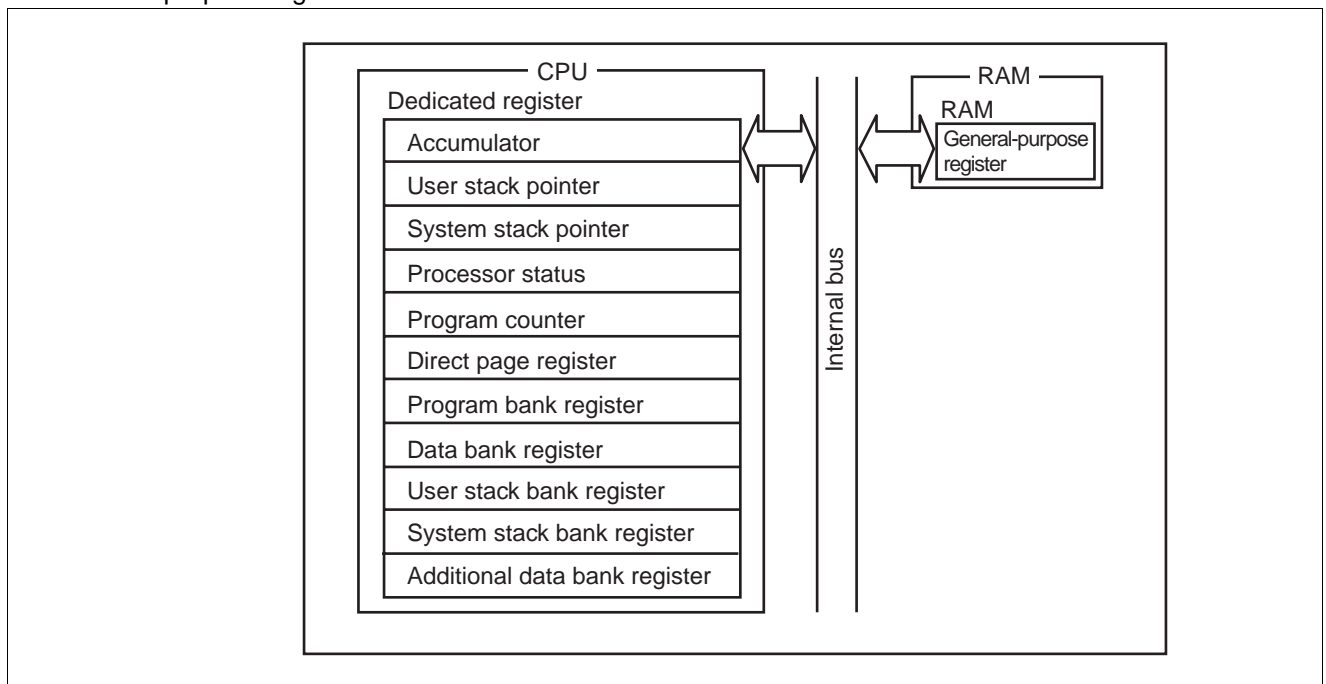 CPU
Dedicated register
Accumulator
User stack pointer
System stack pointer
Processor status
Program counter
Direct page register
Program bank register
Data bank register
User stack bank register
System stack bank register
Additional data bank register
Internal bus
RAM
RAM
General-purpose
register